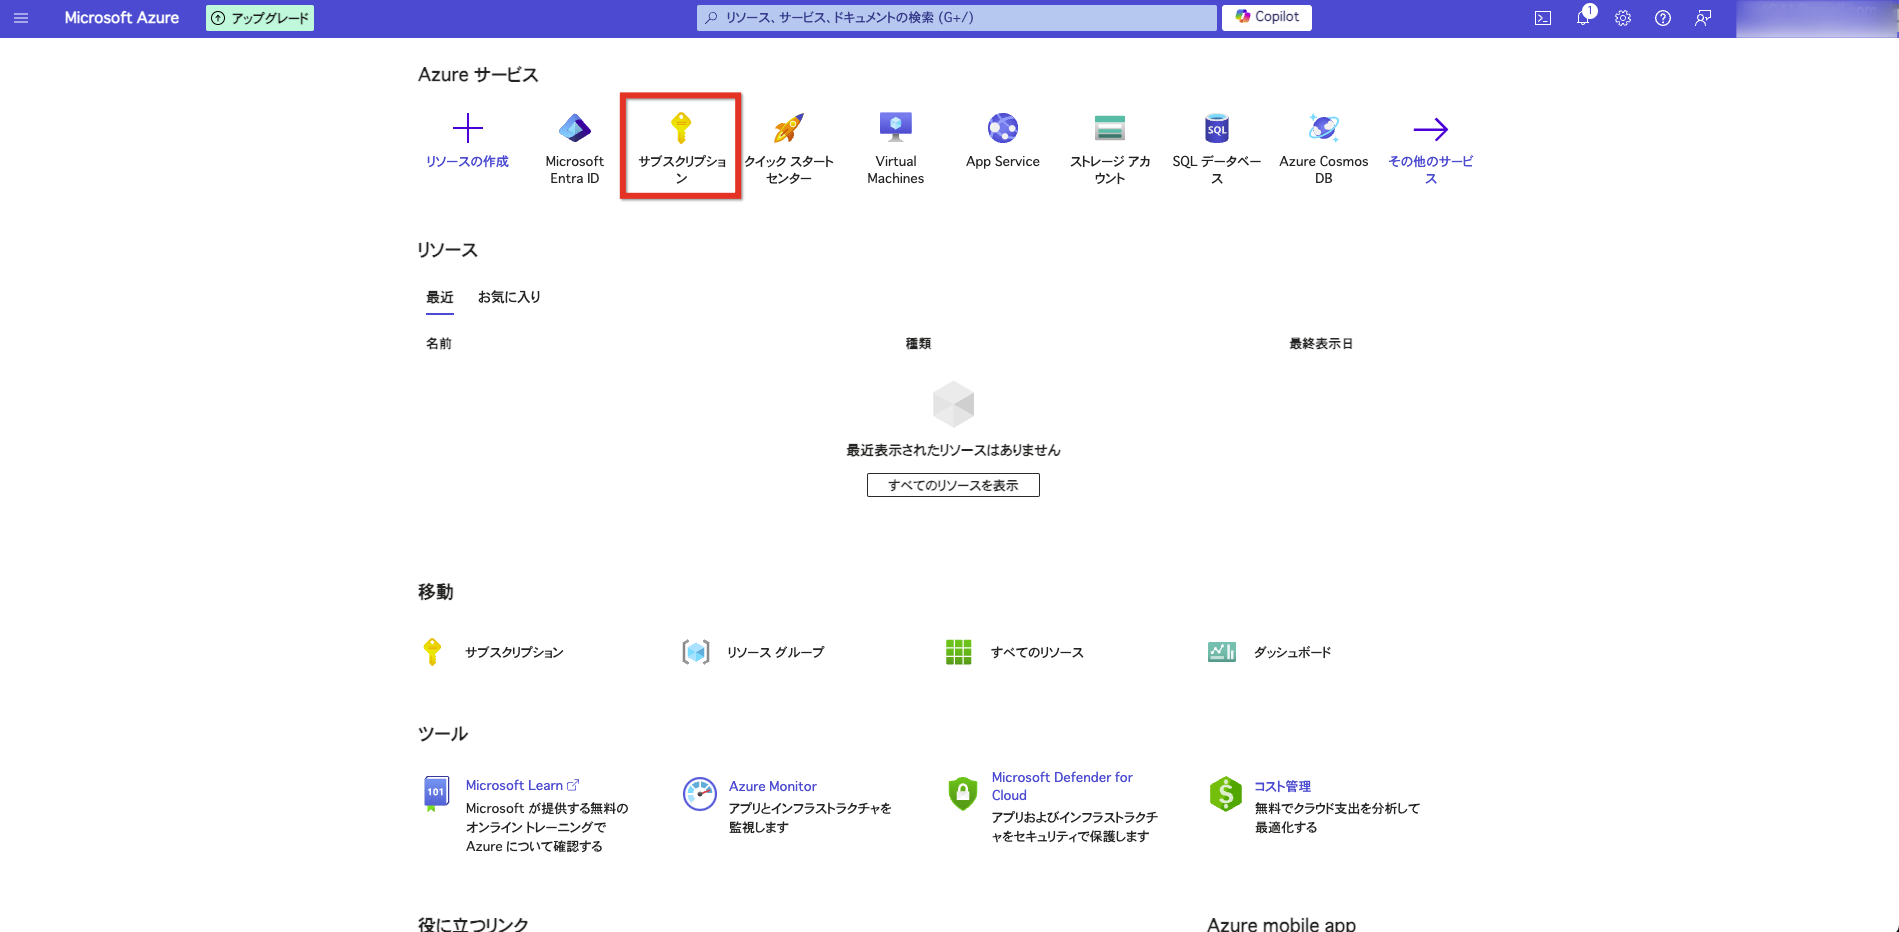 Microsoft Azure
アップグレード
リソース、サービス、ドキュメントの検索 (G+/)
Copilot
1
Azure サービス
リソースの作成
Microsoft
Entra ID
サブスクリプショ
ン
クイック スタート
センター
Virtual
Machines
App Service
ストレージ アカ
ウント
SQL
SQL データベー
ス
Azure Cosmos
DB
その他のサービ
ス
リソース
最近
お気に入り
名前
種類
最終表示日
最近表示されたリソースはありません
すべてのリソースを表示
移動
サブスクリプション
リソース グループ
すべてのリソース
ダッシュボード
ツール
101
Microsoft Learn
Microsoft が提供する無料の
オンライン トレーニングで
Azure について確認する
Azure Monitor
アプリとインフラストラクチャを
監視します
Microsoft Defender for
Cloud
アプリおよびインフラストラクチ
ャをセキュリティで保護します
コスト管理
無料でクラウド支出を分析して
最適化する
役に立つリンク
Azure mobile app